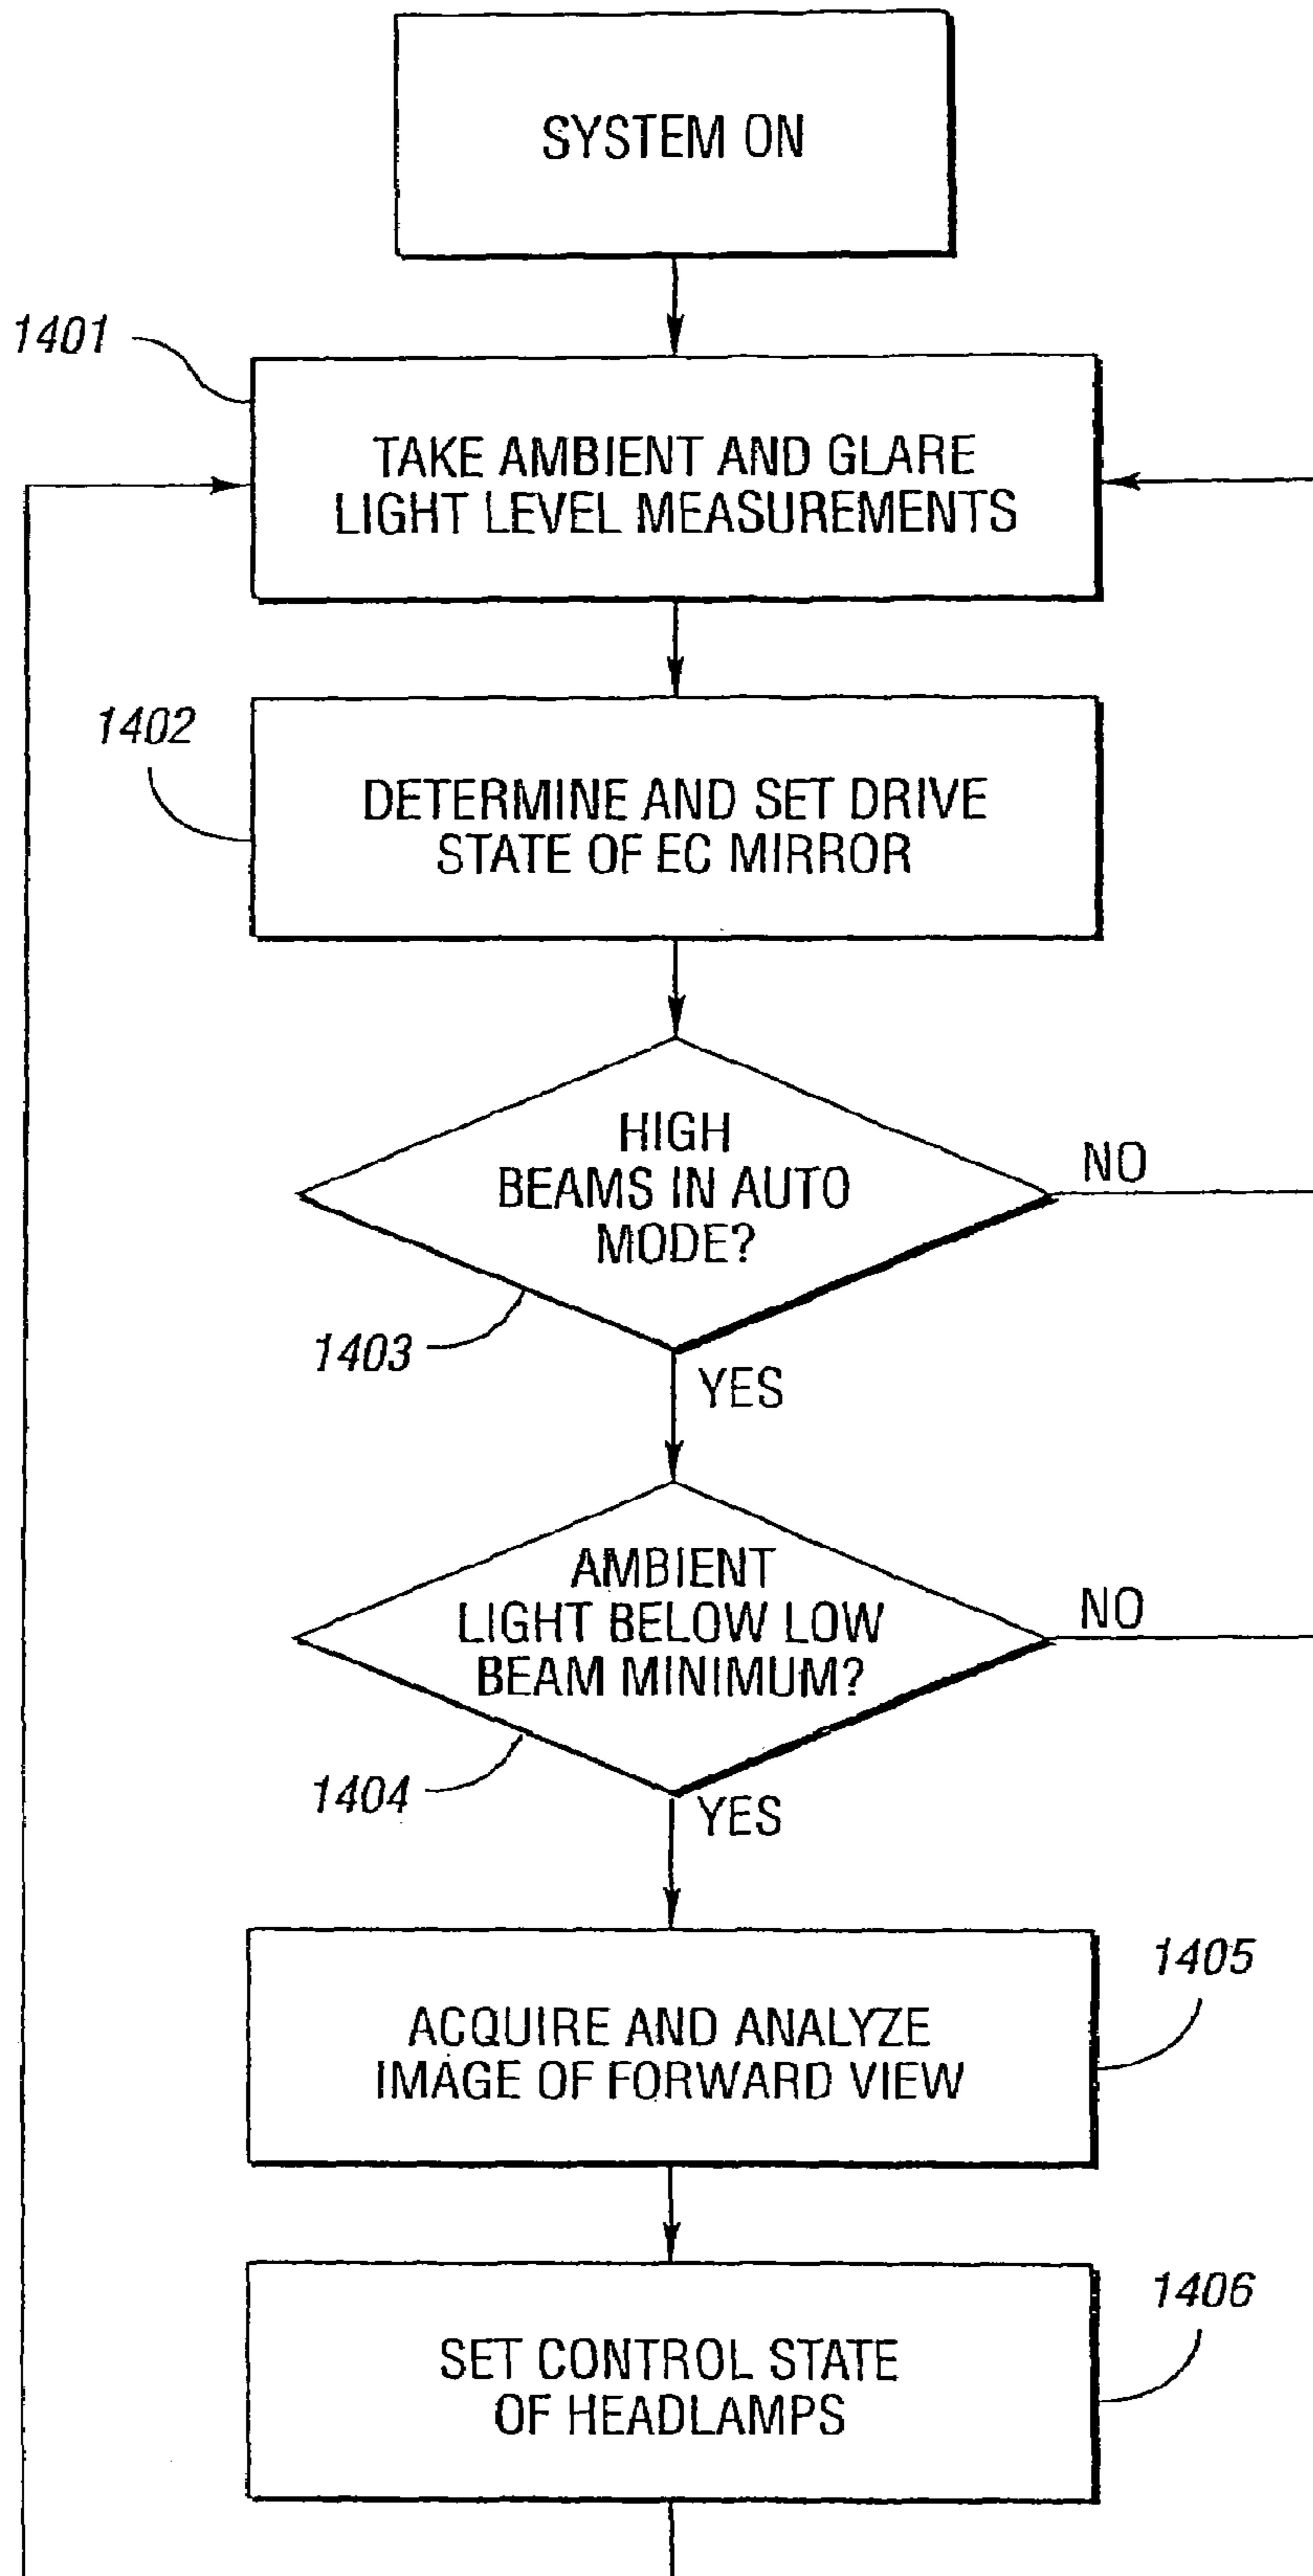 SYSTEM ON
1401
TAKE AMBIENT AND GLARE
LIGHT LEVEL MEASUREMENTS
1402
DETERMINE AND SET DRIVE
STATE OF EC MIRROR
HIGH
BEAMS IN AUTO
MODE?
NO
1403
YES
AMBIENT
LIGHT BELOW LOW
BEAM MINIMUM?
NO
1404
YES
1405
ACQUIRE AND ANALYZE
IMAGE OF FORWARD VIEW
1406
SET CONTROL STATE
OF HEADLAMPS